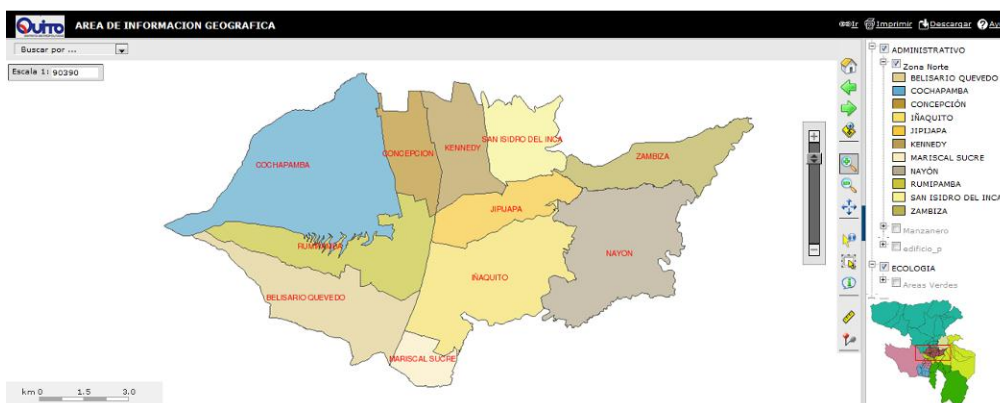 Quito AREA DE INFORMACION GEOGRAFICA
Ir Imprimir Descargar Ay
Buscar por ...
Escala 1: 90390
COCHAPAMBA
CONCEPCION
KENNEDY
SAN ISIDRO DEL INCA
ZAMBIZA
JIPIJAPA
RUMIPAMBA
NAYON
IÑAQUITO
BELISARIO QUEVEDO
MARISCAL SUCRE
km 0 1.5 3.0
ADMINISTRATIVO
Zona Norte
BELISARIO QUEVEDO
COCHAPAMBA
CONCEPCIÓN
IÑAQUITO
JIPIJAPA
KENNEDY
MARISCAL SUCRE
NAYÓN
RUMIPAMBA
SAN ISIDRO DEL INCA
ZAMBIZA
Manzanero
edificio_p
ECOLOGIA
Areas Verdes